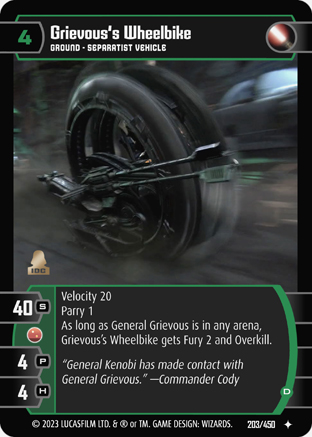 4 Grievous's Wheelbike
GROUND - SEPARATIST VEHICLE
IDC
40 S
Velocity 20
Parry 1
As long as General Grievous is in any arena,
Grievous's Wheelbike gets Fury 2 and Overkill.
4 P
"General Kenobi has made contact with
General Grievous." —Commander Cody
4 H
D
© 2023 LUCASFILM LTD. & ® or TM. GAME DESIGN: WIZARDS. 203/450